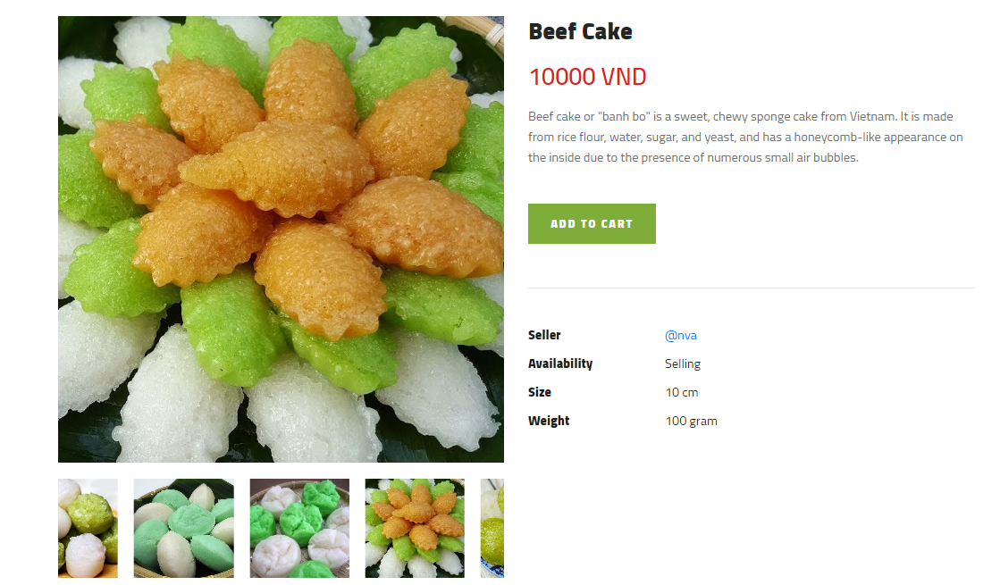 Beef Cake
10000 VND
Beef cake or "banh bo" is a sweet, chewy sponge cake from Vietnam. It is made
from rice flour, water, sugar, and yeast, and has a honeycomb-like appearance on
the inside due to the presence of numerous small air bubbles.
ADD TO CART
Seller @nva
Availability Selling
Size 10 cm
Weight 100 gram